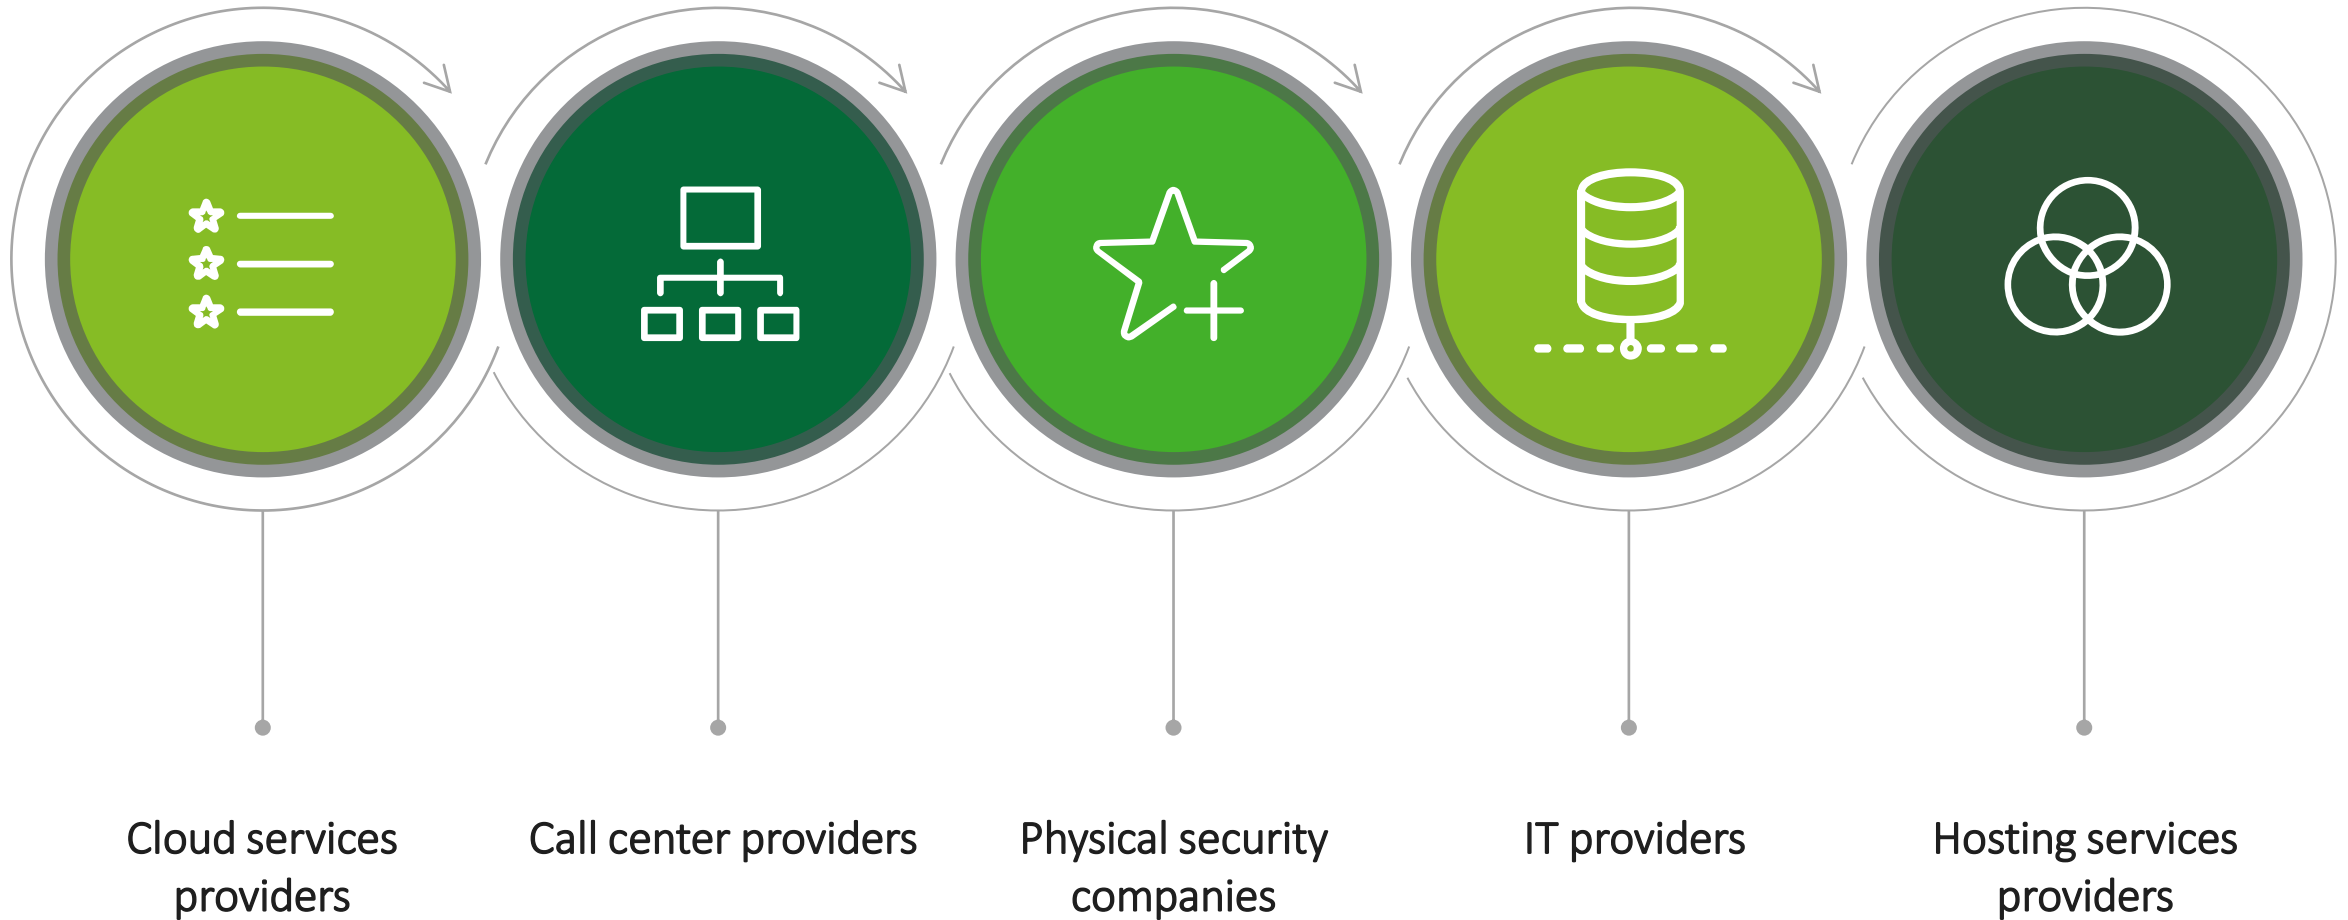 Cloud services
providers
Call center providers
Physical security
companies
IT providers
Hosting services
providers